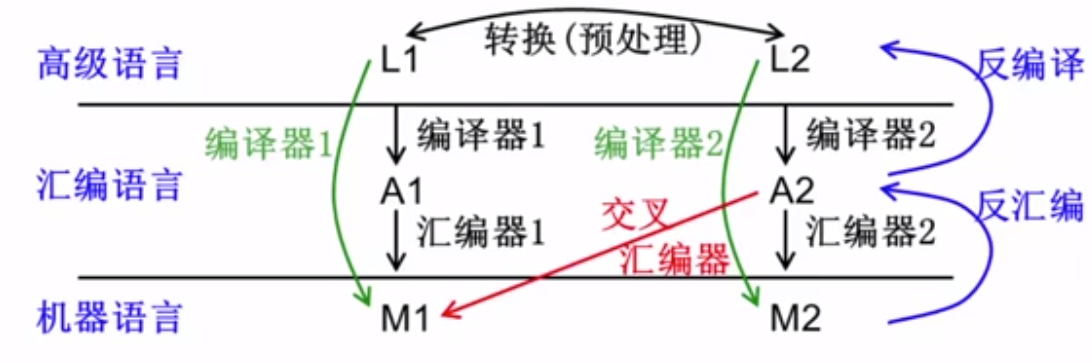 转换(预处理)
高级语言
L1
L2
反编译
编译器1
编译器1
编译器2
编译器2
汇编语言
A1
A2
反汇编
交叉
汇编器1
汇编器
汇编器2
机器语言
M1
M2